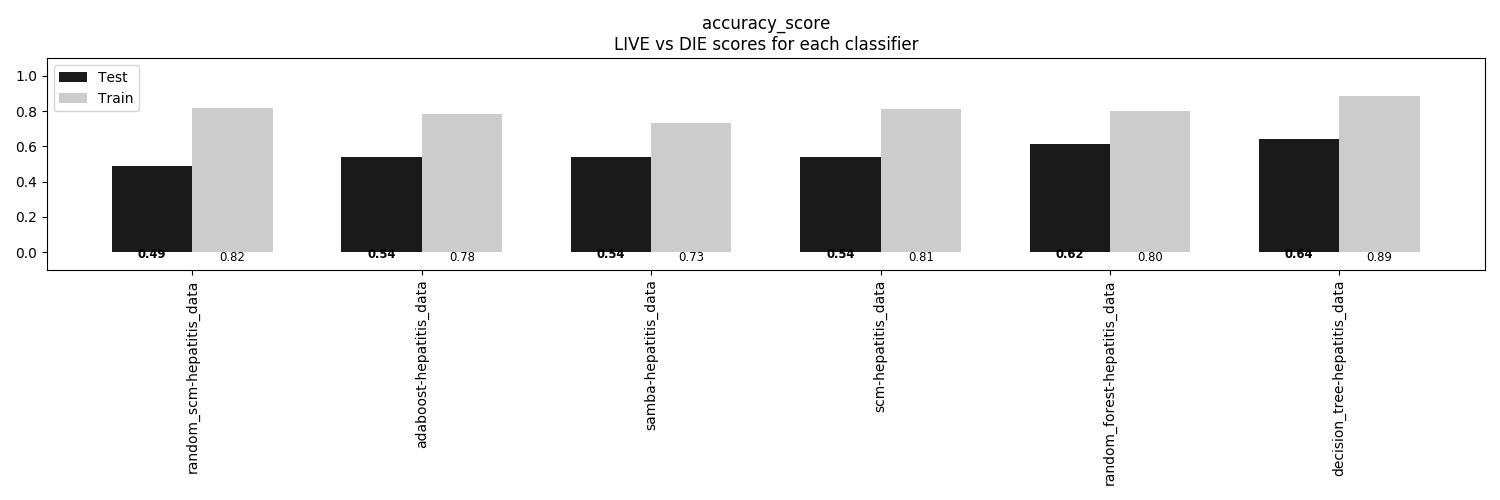 accuracy_score
LIVE vs DIE scores for each classifier
1.0
0.8
0.6
0.4
0.2
0.0
Test
Train
0.49
0.82
0.54
0.78
0.54
0.73
0.54
0.81
0.62
0.80
0.64
0.89
random_scm-hepatitis_data
adaboost-hepatitis_data
samba-hepatitis_data
scm-hepatitis_data
random_forest-hepatitis_data
decision_tree-hepatitis_data